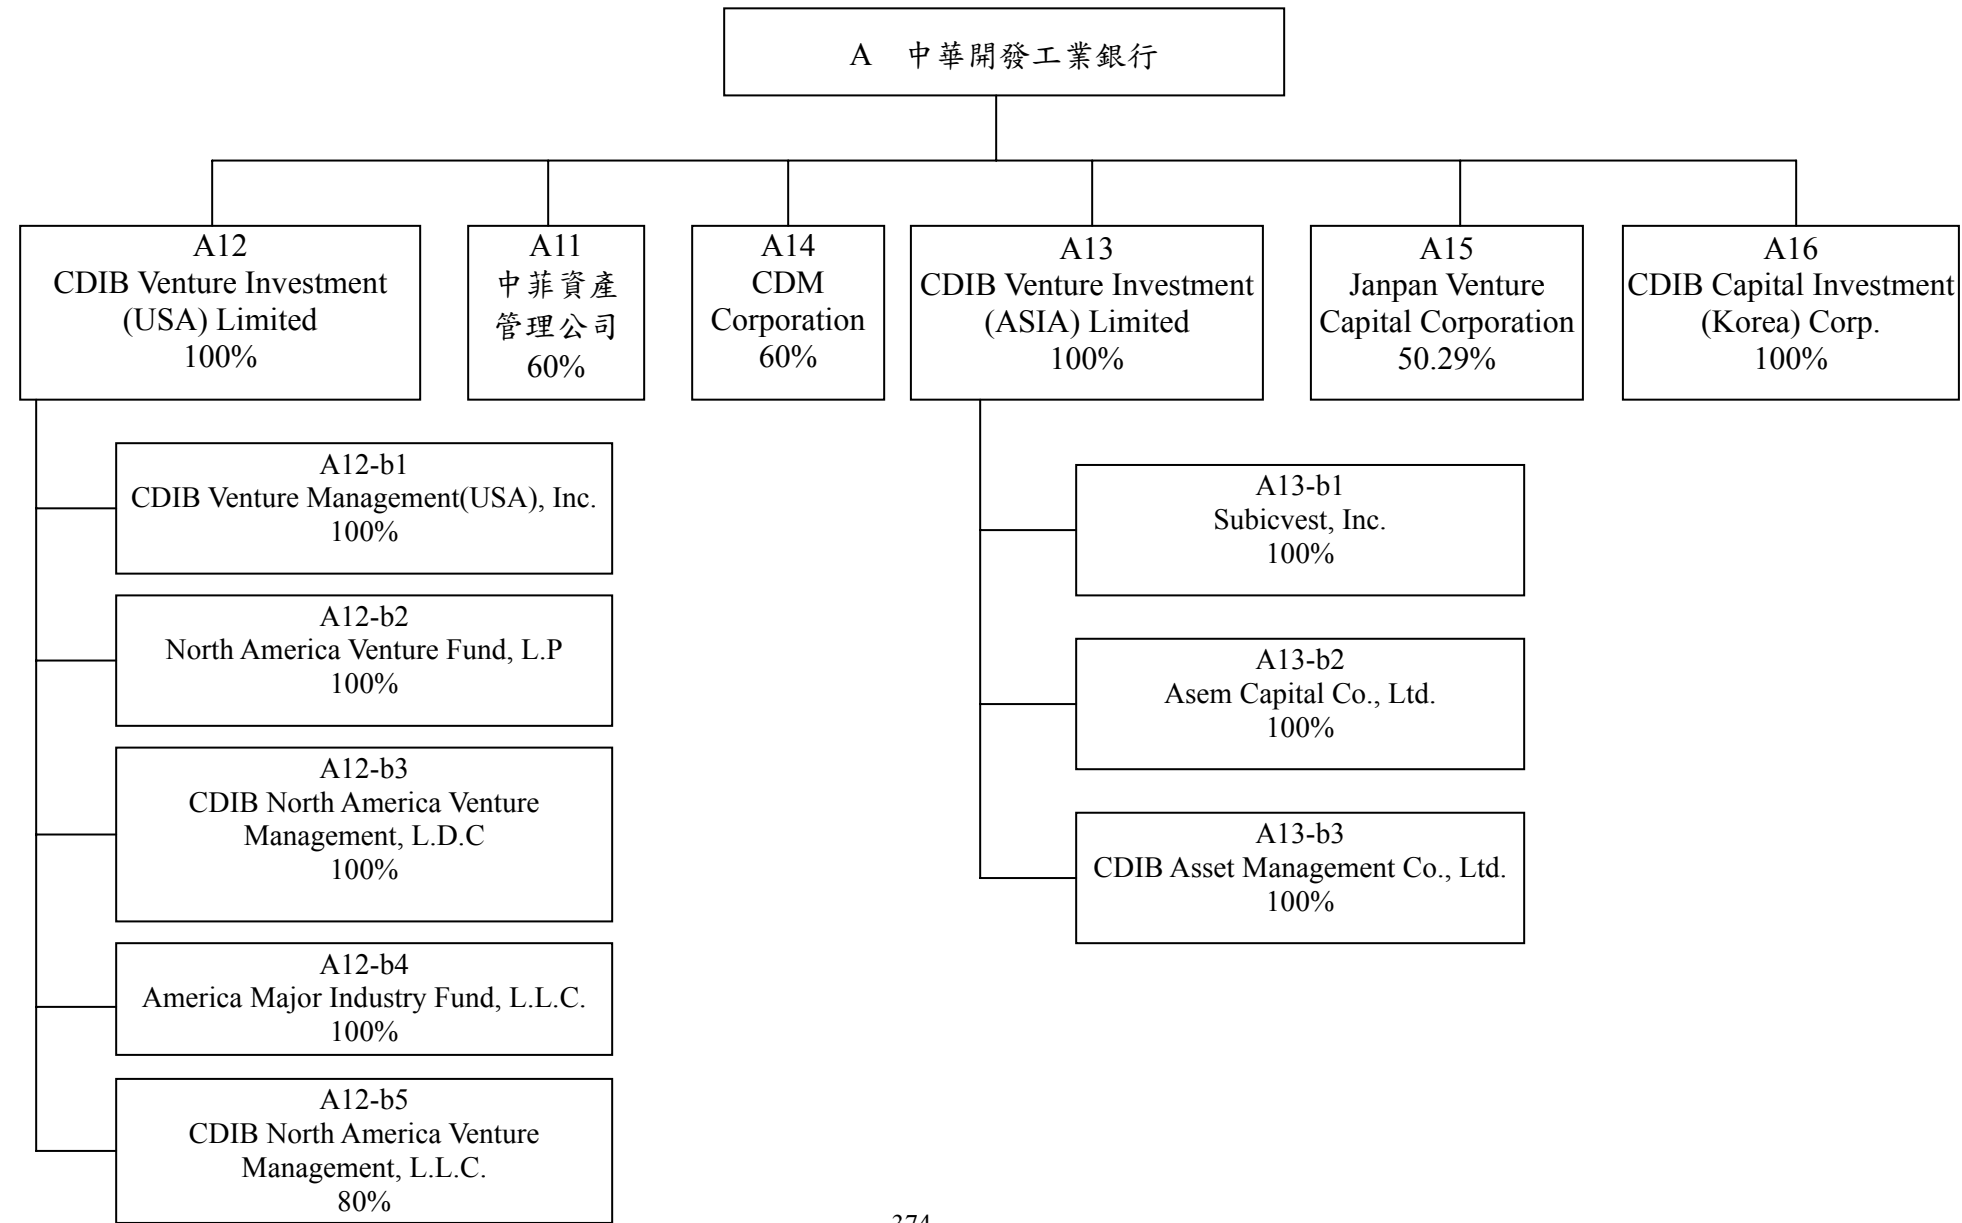 A 中華開發工業銀行
A12
CDIB Venture Investment
(USA) Limited
100%
A11
中菲資產
管理公司
60%
A14
CDM
Corporation
60%
A13
CDIB Venture Investment
(ASIA) Limited
100%
A15
Janpan Venture
Capital Corporation
50.29%
A16
CDIB Capital Investment
(Korea) Corp.
100%
A12-b1
CDIB Venture Management(USA), Inc.
100%
A12-b2
North America Venture Fund, L.P
100%
A12-b3
CDIB North America Venture
Management, L.D.C
100%
A12-b4
America Major Industry Fund, L.L.C.
100%
A12-b5
CDIB North America Venture
Management, L.L.C.
80%
A13-b1
Subicvest, Inc.
100%
A13-b2
Asem Capital Co., Ltd.
100%
A13-b3
CDIB Asset Management Co., Ltd.
100%
374